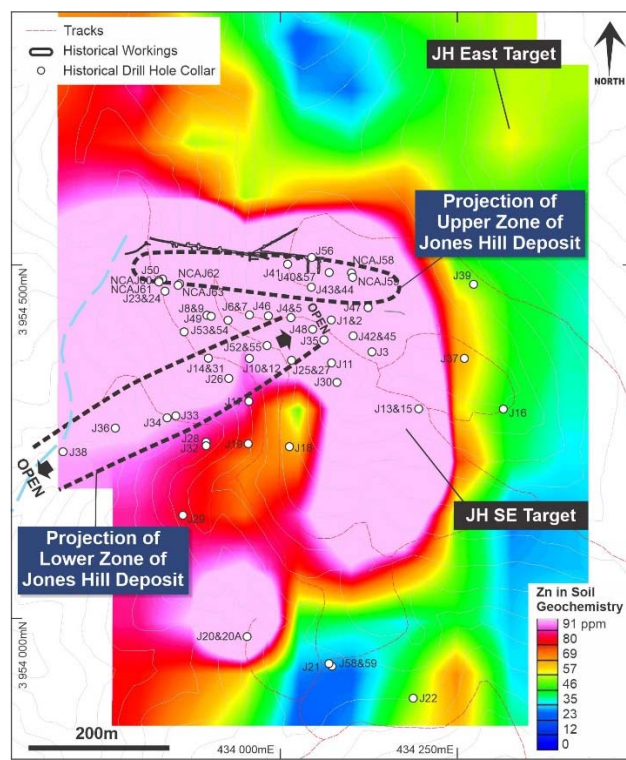 Tracks
Historical Workings
Historical Drill Hole Collar
JH East Target
NORTH
Projection of
Upper Zone of
Jones Hill Deposit
J56
NCAJ58
J41
J40&57
NCAJ59
J50
NCAJ62
NCAJ60
NCAJ61
NCAJ63
J23&24
J43&44
J39
3 954 500mN
J8&9
J6&7
J46
J4&5
J47
J49
J1&2
J53&54
J48
OPEN
J42&45
J35
J52&55
J3
J37
J14&31
J10&12
J25&27
J11
J26
J30
J13&15
J16
J33
J34
J36
J28
J32
J19
J18
J38
OPEN
JH SE Target
J29
Projection of
Lower Zone of
Jones Hill Deposit
Zn in Soil
Geochemistry
91 ppm
80
69
57
46
35
23
12
0
3 954 000mN
J20&20A
J21
J58&59
J22
200m
434 000mE
434 250mE